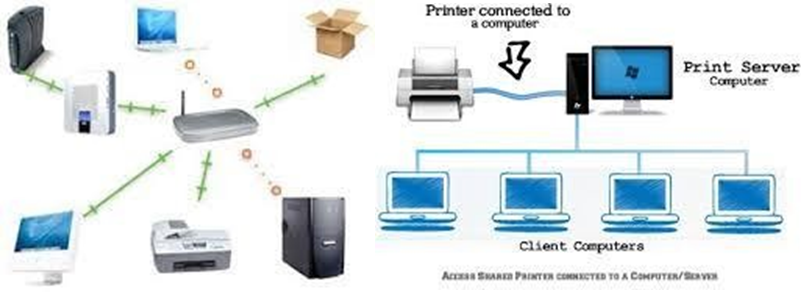 Printer connected to
a computer
Print Server
Computer
Client Computers
Access Shared Printer connected to a Computer/Server